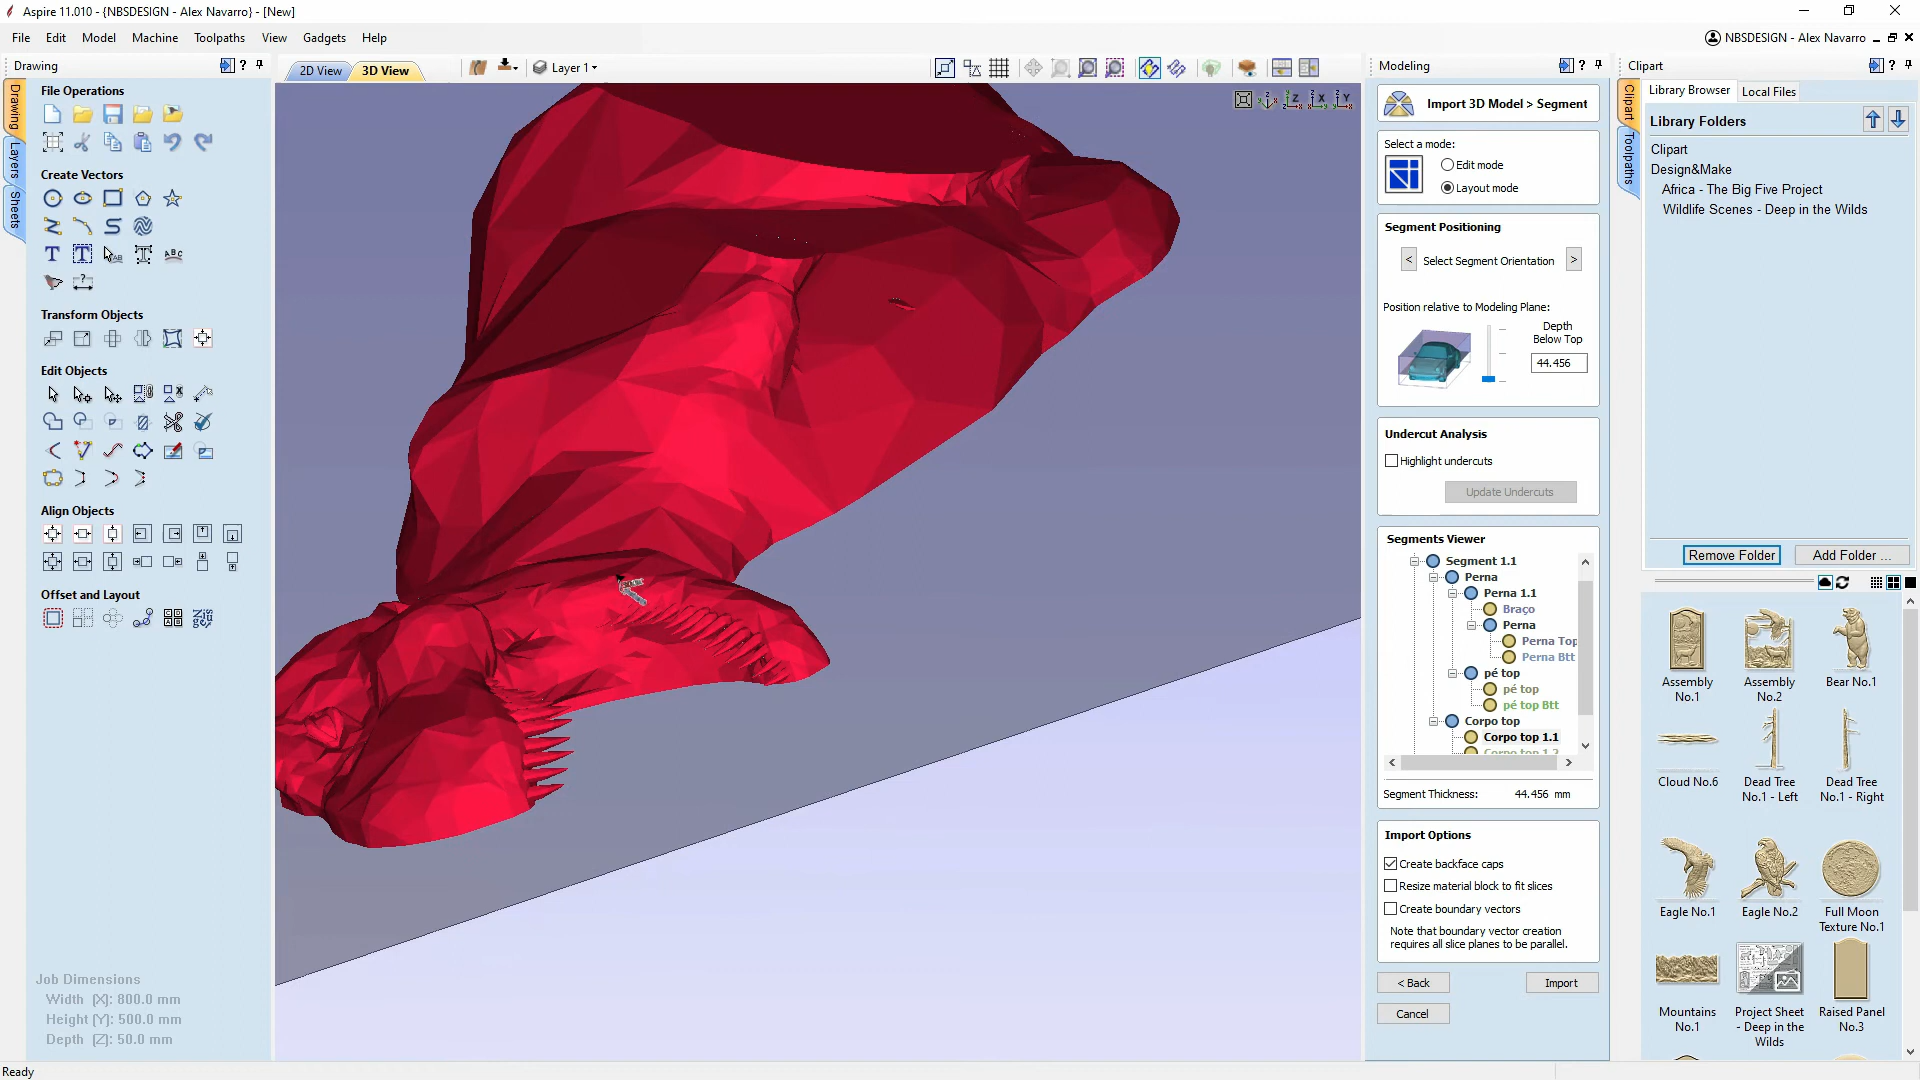 Aspire 11.010 - {NBSDESIGN - Alex Navarro} - [New]
File Edit Model Machine Toolpaths View Gadgets Help
NBSDESIGN - Alex Navarro
Drawing
Drawing
Layers
Sheets
File Operations
Create Vectors
Transform Objects
Edit Objects
Align Objects
Offset and Layout
Job Dimensions
Width (X): 800.0 mm
Height (Y): 500.0 mm
Depth (Z): 50.0 mm
Ready
2D View
3D View
Layer 1
Modeling
Import 3D Model > Segment
Select a mode:
Edit mode
Layout mode
Segment Positioning
< Select Segment Orientation >
Position relative to Modeling Plane:
Depth
Below Top
44.456
Undercut Analysis
Highlight undercuts
Update Undercuts
Segments Viewer
Segment 1.1
Perna
Perna 1.1
Braço
Perna
Perna Top
Perna Btt
pé top
pé top
pé top Btt
Corpo top
Corpo top 1.1
Corpo top 1.2
Segment Thickness: 44.456 mm
Import Options
Create backface caps
Resize material block to fit slices
Create boundary vectors
Note that boundary vector creation
requires all slice planes to be parallel.
< Back
Import
Cancel
Clipart
Clipart
Toolpaths
Library Browser
Local Files
Library Folders
Clipart
Design&Make
Africa - The Big Five Project
Wildlife Scenes - Deep in the Wilds
Remove Folder
Add Folder ...
Assembly
No.1
Assembly
No.2
Bear No.1
Cloud No.6
Dead Tree
No.1 - Left
Dead Tree
No.1 - Right
Eagle No.1
Eagle No.2
Full Moon
Texture No.1
Mountains
No.1
Project Sheet
- Deep in the
Wilds
Raised Panel
No.3